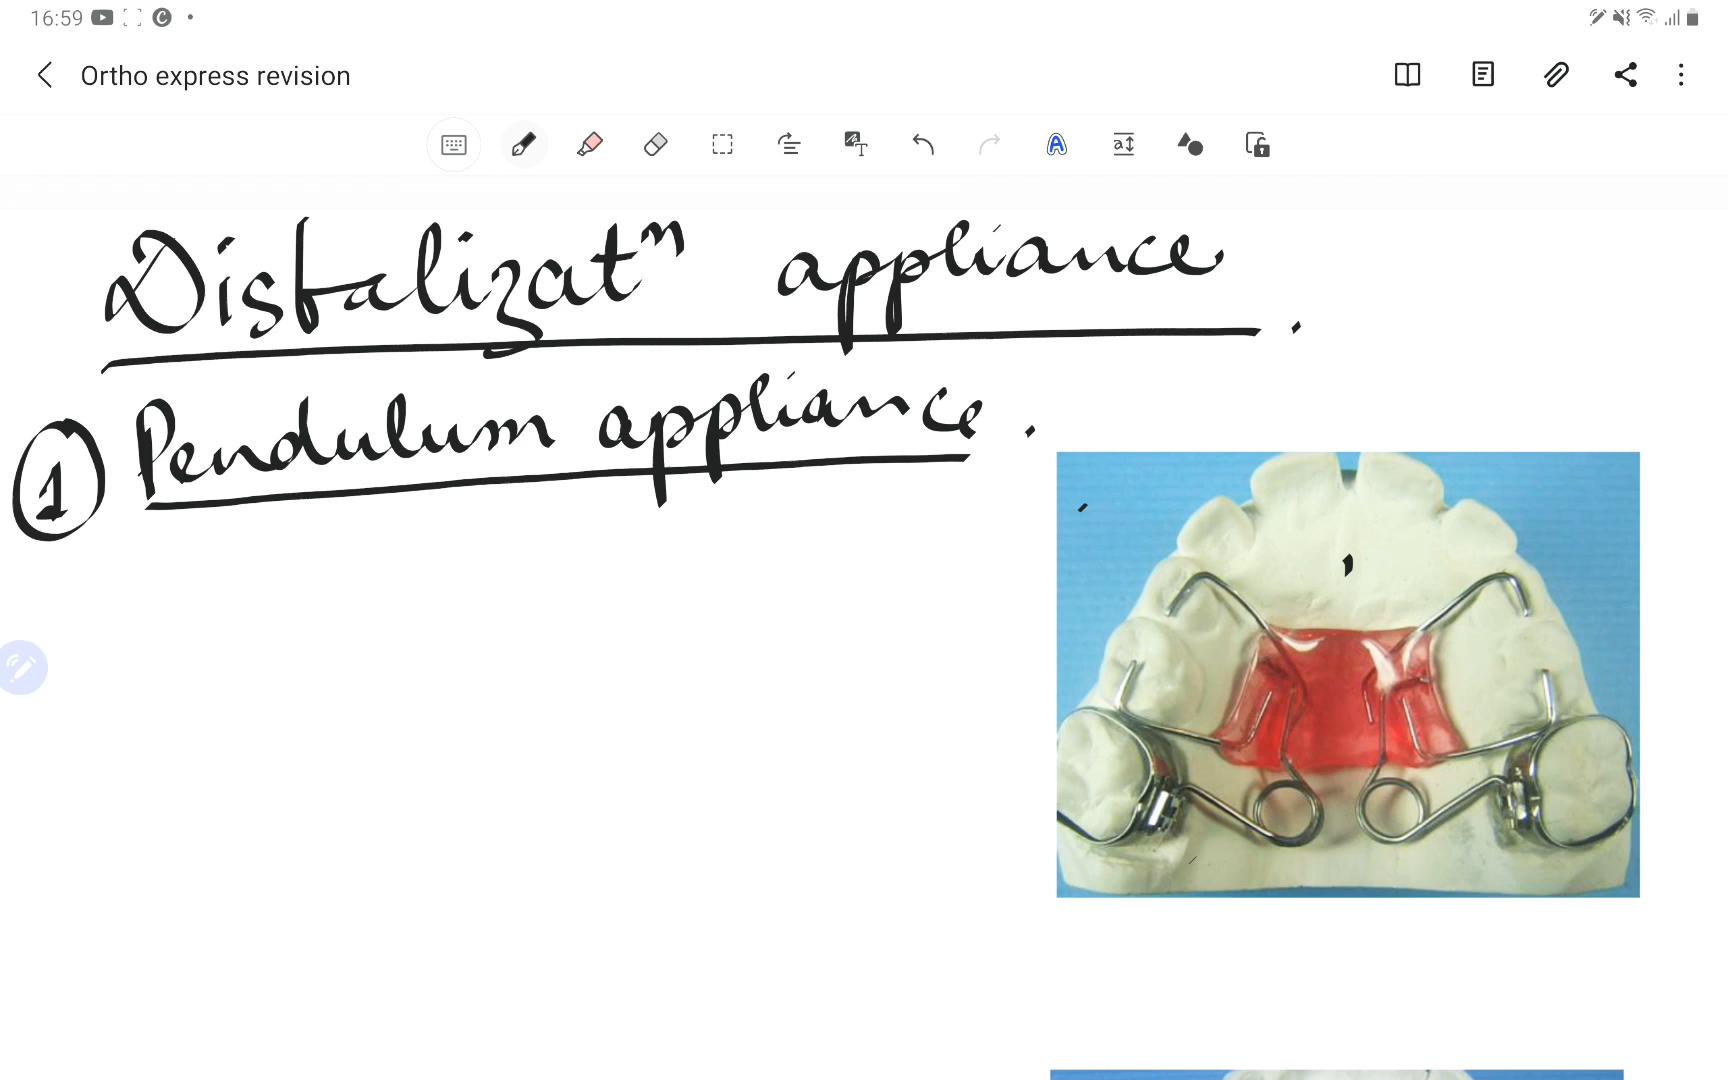 16:59
Ortho express revision
Distalizatⁿ appliance.
① Pendulum appliance.